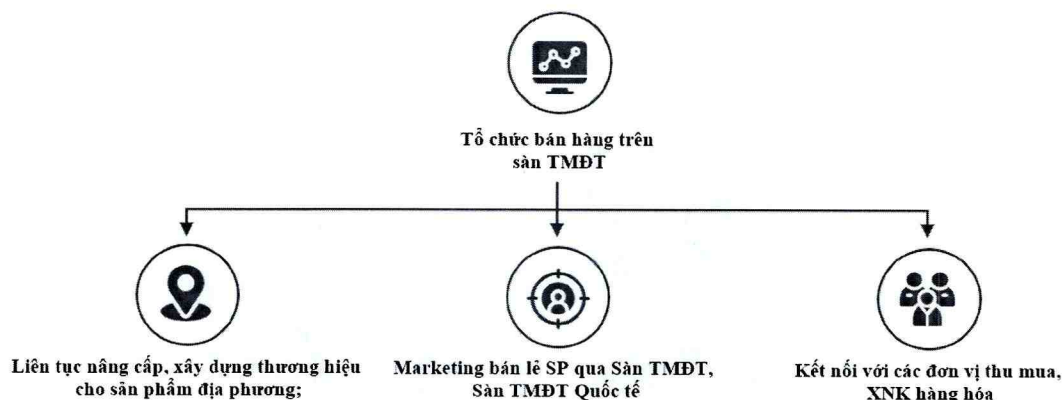 Tổ chức bán hàng trên
sàn TMĐT
Liên tục nâng cấp, xây dựng thương hiệu
cho sản phẩm địa phương;
Marketing bán lẻ SP qua Sàn TMĐT,
Sàn TMĐT Quốc tế
Kết nối với các đơn vị thu mua,
XNK hàng hóa